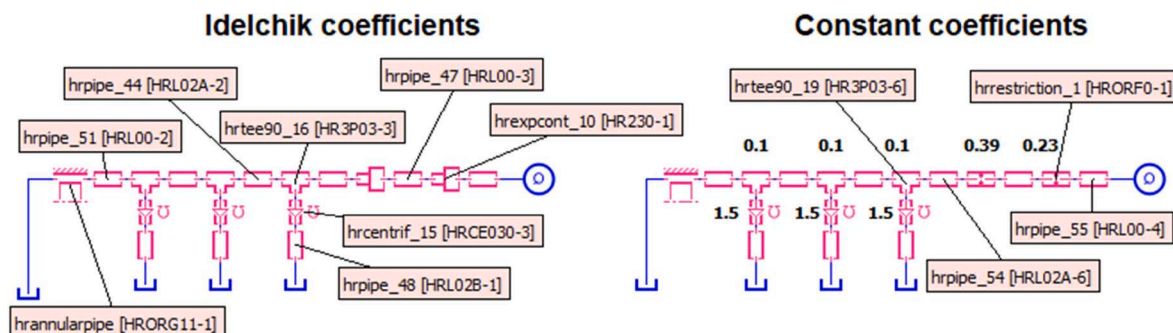 Idelchik coefficients
Constant coefficients
hrpipe_44 [HRL02A-2]
hrpipe_47 [HRL00-3]
hrtee90_19 [HR3P03-6]
hrrestriction_1 [HRORF0-1]
hrpipe_51 [HRL00-2]
hrtee90_16 [HR3P03-3]
hrexpcont_10 [HR230-1]
0.1 0.1 0.1 0.39 0.23
1.5 1.5 1.5
hrcentrif_15 [HRCE030-3]
hrpipe_55 [HRL00-4]
hrpipe_48 [HRL02B-1]
hrpipe_54 [HRL02A-6]
hrannularpipe [HRORG11-1]